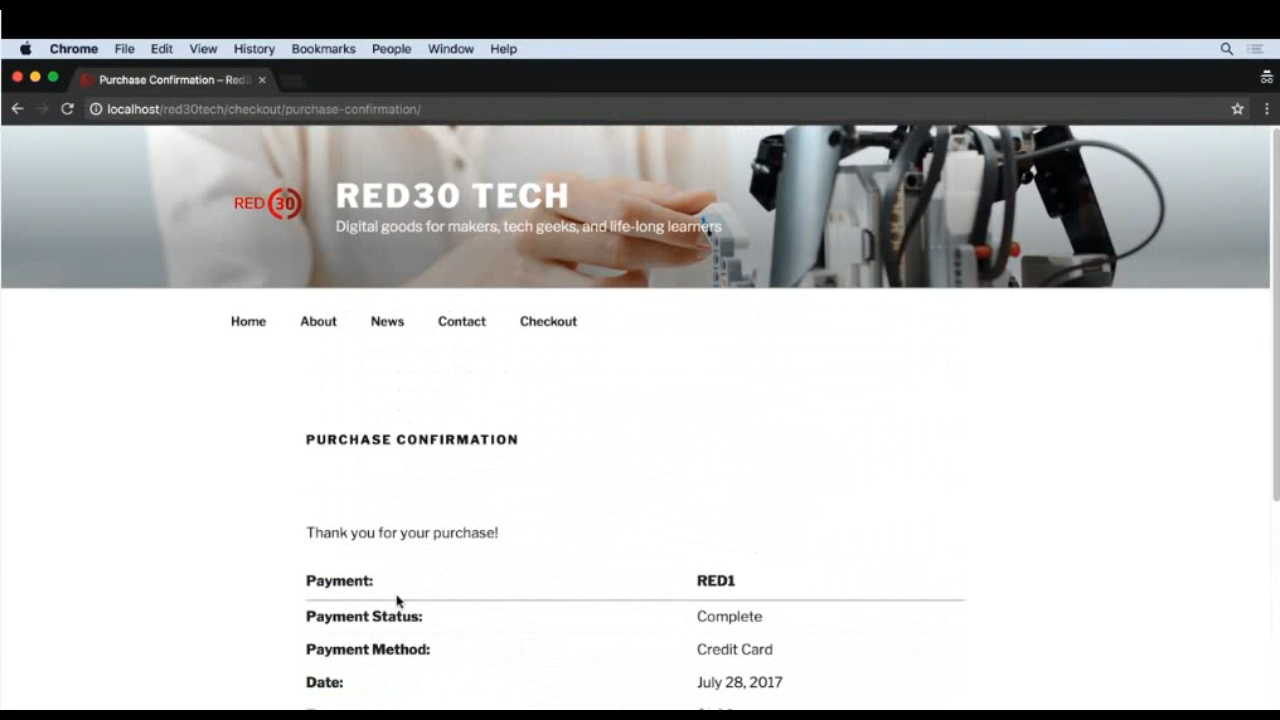 Chrome File Edit View History Bookmarks People Window Help
Purchase Confirmation – Red
localhost/red30tech/checkout/purchase-confirmation/
RED 30
RED30 TECH
Digital goods for makers, tech geeks, and life-long learners
Home About News Contact Checkout
PURCHASE CONFIRMATION
Thank you for your purchase!
Payment: RED1
Payment Status: Complete
Payment Method: Credit Card
Date: July 28, 2017